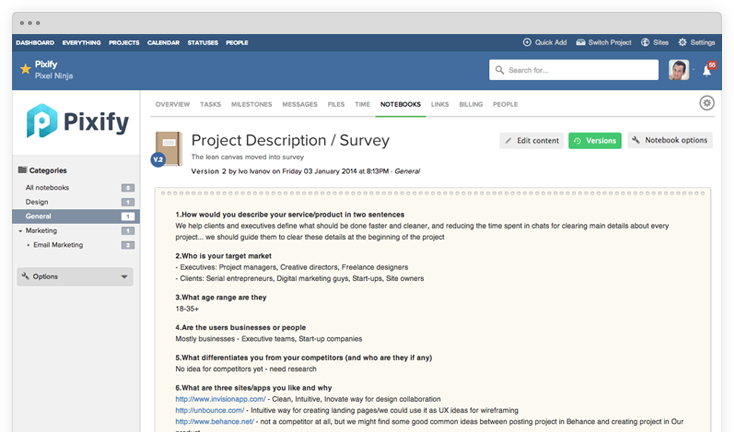 DASHBOARD EVERYTHING PROJECTS CALENDAR STATUSES PEOPLE Quick Add Switch Project Sites Settings
Pixify
Pixel Ninja
Search for...
56
Pixify
OVERVIEW TASKS MILESTONES MESSAGES FILES TIME NOTEBOOKS LINKS BILLING PEOPLE
Categories
All notebooks 5
Design 1
General 1
Marketing 1
Email Marketing 2
Options
V.2
Project Description / Survey
The lean canvas moved into survey
Version 2 by Ivo Ivanov on Friday 03 January 2014 at 8:13PM - General
Edit content Versions Notebook options
1.How would you describe your service/product in two sentences
We help clients and executives define what should be done faster and cleaner, and reducing the time spent in chats for clearing main details about every
project... we should guide them to clear these details at the beginning of the project
2.Who is your target market
- Executives: Project managers, Creative directors, Freelance designers
- Clients: Serial entrepreneurs, Digital marketing guys, Start-ups, Site owners
3.What age range are they
18-35+
4.Are the users businesses or people
Mostly businesses - Executive teams, Start-up companies
5.What differentiates you from your competitors (and who are they if any)
No idea for competitors yet - need research
6.What are three sites/apps you like and why
http://www.invisionapp.com/ - Clean, Intuitive, Inovate way for design collaboration
http://unbounce.com/ - Intuitive way for creating landing pages/we could use it as UX ideas for wireframing
http://www.behance.net/ - not a competitor at all, but we might find some good common ideas between posting project in Behance and creating project in Our